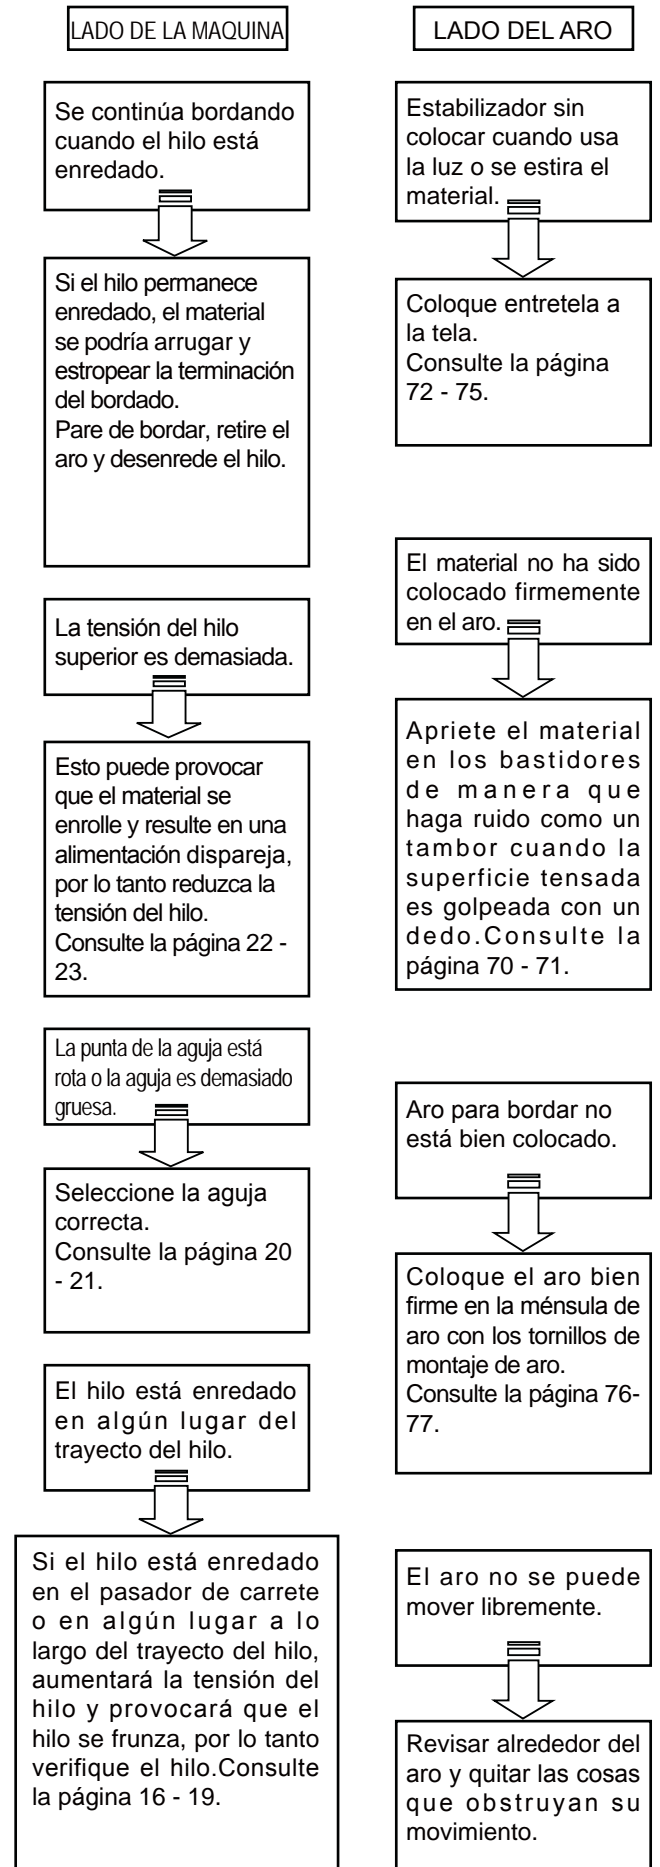 LADO DE LA MAQUINA
Se continúa bordando
cuando el hilo está
enredado.
Si el hilo permanece
enredado, el material
se podría arrugar y
estropear la terminación
del bordado.
Pare de bordar, retire el
aro y desenrede el hilo.
La tensión del hilo
superior es demasiada.
Esto puede provocar
que el material se
enrolle y resulte en una
alimentación dispareja,
por lo tanto reduzca la
tensión del hilo.
Consulte la página 22 -
23.
La punta de la aguja está
rota o la aguja es demasiado
gruesa.
Seleccione la aguja
correcta.
Consulte la página 20
- 21.
El hilo está enredado
en algún lugar del
trayecto del hilo.
Si el hilo está enredado
en el pasador de carrete
o en algún lugar a lo
largo del trayecto del hilo,
aumentará la tensión del
hilo y provocará que el
hilo se frunza, por lo tanto
verifique el hilo.Consulte
la página 16 - 19.
LADO DEL ARO
Estabilizador sin
colocar cuando usa
la luz o se estira el
material.
Coloque entretela a
la tela.
Consulte la página
72 - 75.
El material no ha sido
colocado firmemente
en el aro.
Apriete el material
en los bastidores
de manera que
haga ruido como un
tambor cuando la
superficie tensada
es golpeada con un
dedo.Consulte la
página 70 - 71.
Aro para bordar no
está bien colocado.
Coloque el aro bien
firme en la ménsula de
aro con los tornillos de
montaje de aro.
Consulte la página 76-
77.
El aro no se puede
mover libremente.
Revisar alrededor del
aro y quitar las cosas
que obstruyan su
movimiento.